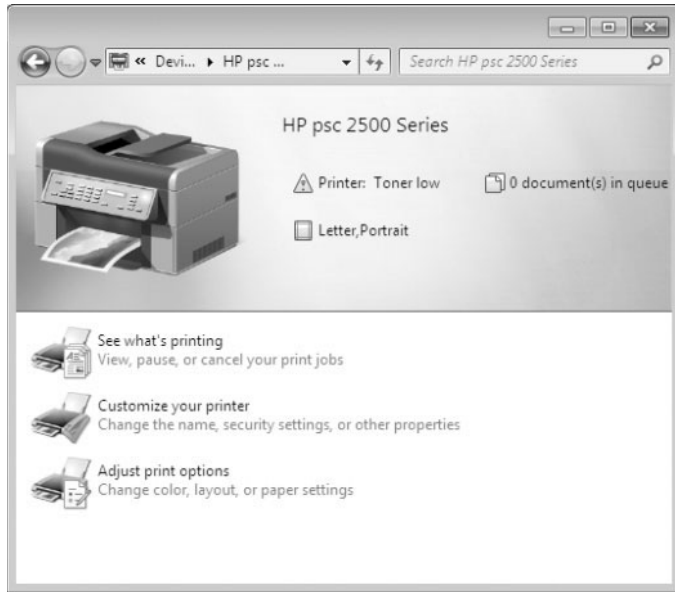 « Devi... ▸ HP psc ... Search HP psc 2500 Series
HP psc 2500 Series
Printer: Toner low 0 document(s) in queue
Letter,Portrait
See what's printing
View, pause, or cancel your print jobs
Customize your printer
Change the name, security settings, or other properties
Adjust print options
Change color, layout, or paper settings